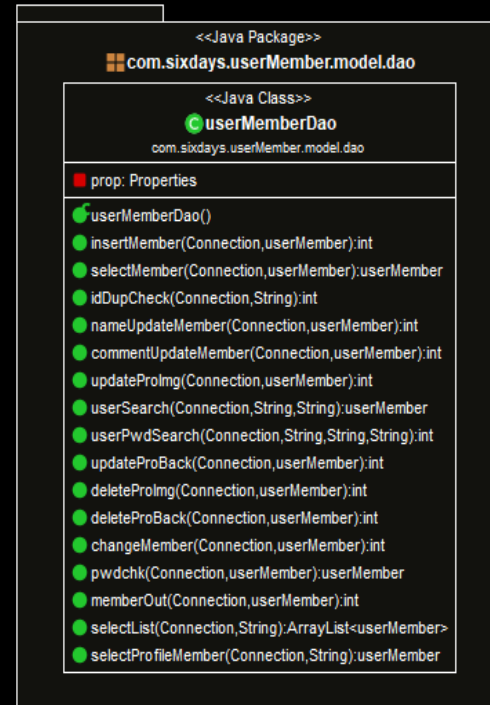 <<Java Package>>
com.sixdays.userMember.model.dao
<<Java Class>>
userMemberDao
com.sixdays.userMember.model.dao
prop: Properties
userMemberDao()
insertMember(Connection,userMember):int
selectMember(Connection,userMember):userMember
idDupCheck(Connection,String):int
nameUpdateMember(Connection,userMember):int
commentUpdateMember(Connection,userMember):int
updateProImg(Connection,userMember):int
userSearch(Connection,String,String):userMember
userPwdSearch(Connection,String,String,String):int
updateProBack(Connection,userMember):int
deleteProImg(Connection,userMember):int
deleteProBack(Connection,userMember):int
changeMember(Connection,userMember):int
pwdchk(Connection,userMember):userMember
memberOut(Connection,userMember):int
selectList(Connection,String):ArrayList<userMember>
selectProfileMember(Connection,String):userMember